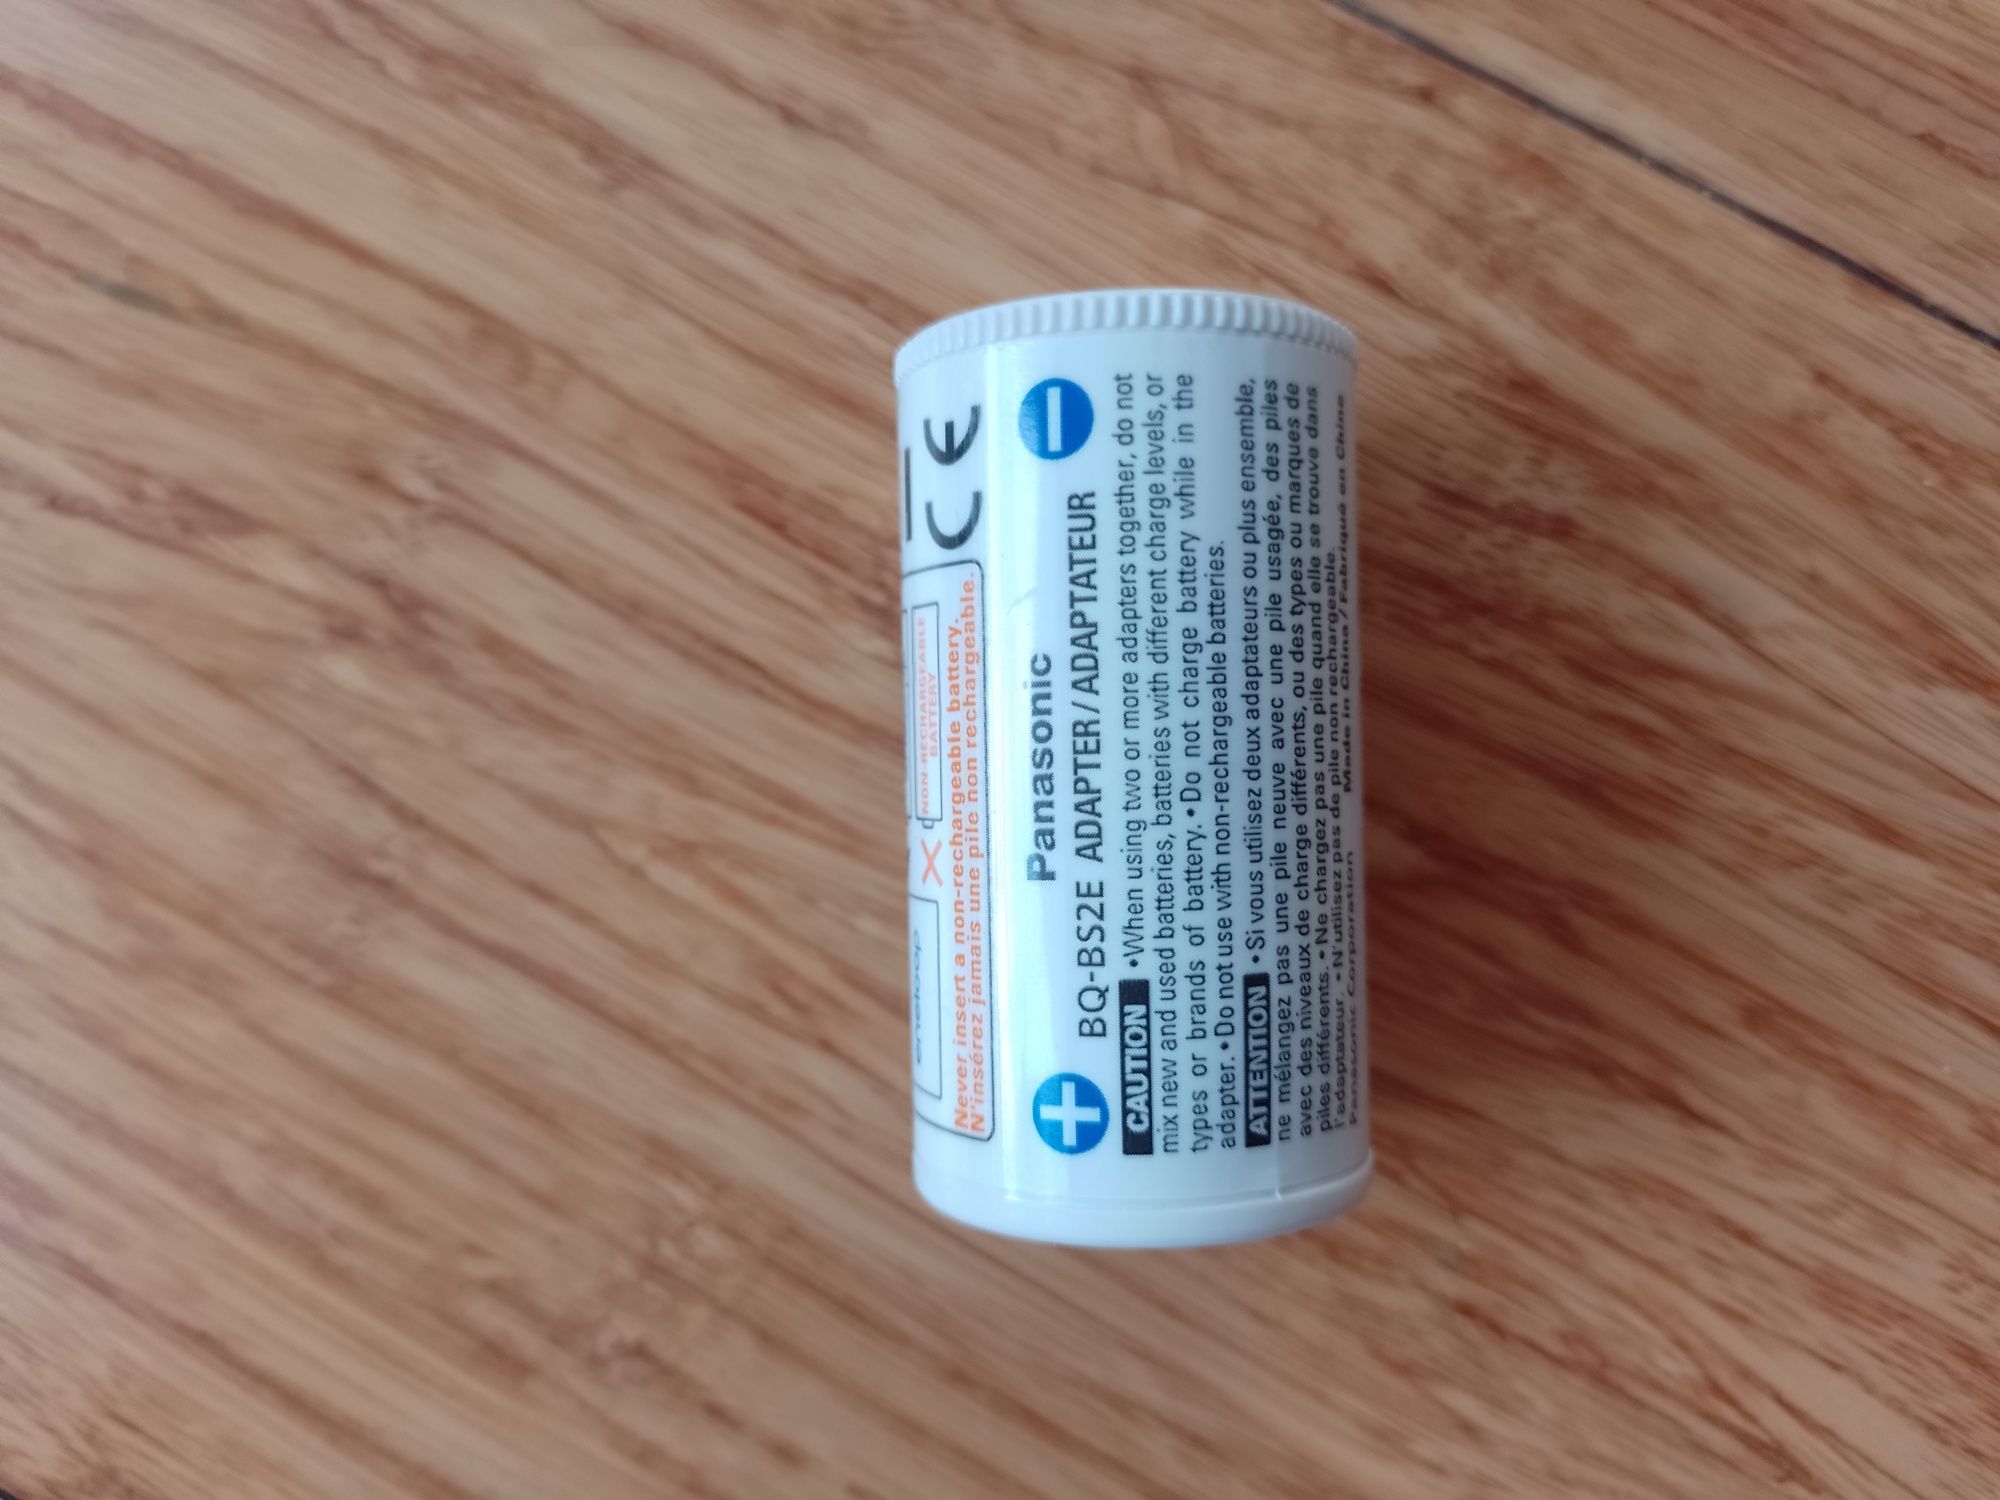 eneloop
NON-RECHARGEABLE
BATTERY
Never insert a non-rechargeable battery.
N'insérez jamais une pile non rechargeable.
CE
Panasonic
BQ-BS2E ADAPTER/ADAPTATEUR
CAUTION •When using two or more adapters together, do not
mix new and used batteries, batteries with different charge levels, or
types or brands of battery. •Do not charge battery while in the
adapter. •Do not use with non-rechargeable batteries.
ATTENTION •Si vous utilisez deux adaptateurs ou plus ensemble,
ne mélangez pas une pile neuve avec une pile usagée, des piles
avec des niveaux de charge différents, ou des types ou marques de
piles différents. •Ne chargez pas une pile quand elle se trouve dans
l'adaptateur. •N'utilisez pas de pile non rechargeable.
Panasonic Corporation Made in China/Fabriqué en Chine